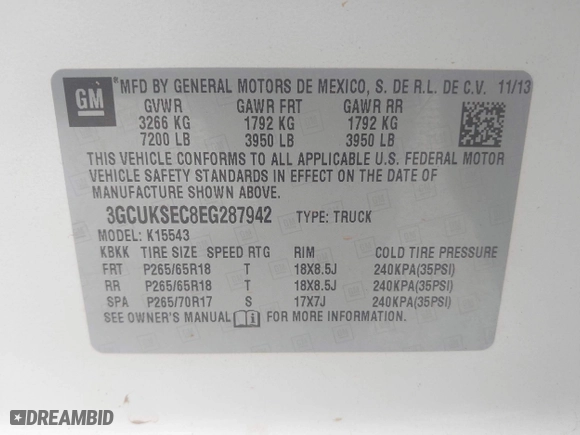 GM ®MFD BY GENERAL MOTORS DE MEXICO, S. DE R.L. DE C.V. 11/13
GVWR GAWR FRT GAWR RR
3266 KG 1792 KG 1792 KG
7200 LB 3950 LB 3950 LB
THIS VEHICLE CONFORMS TO ALL APPLICABLE U.S. FEDERAL MOTOR
VEHICLE SAFETY STANDARDS IN EFFECT ON THE DATE OF
MANUFACTURE SHOWN ABOVE.
3GCUKSEC8EG287942 TYPE: TRUCK
MODEL: K15543
KBKK TIRE SIZE SPEED RTG RIM COLD TIRE PRESSURE
FRT P265/65R18 T 18X8.5J 240KPA(35PSI)
RR P265/65R18 T 18X8.5J 240KPA(35PSI)
SPA P265/70R17 S 17X7J 240KPA(35PSI)
SEE OWNER'S MANUAL FOR MORE INFORMATION.
DREAMBID